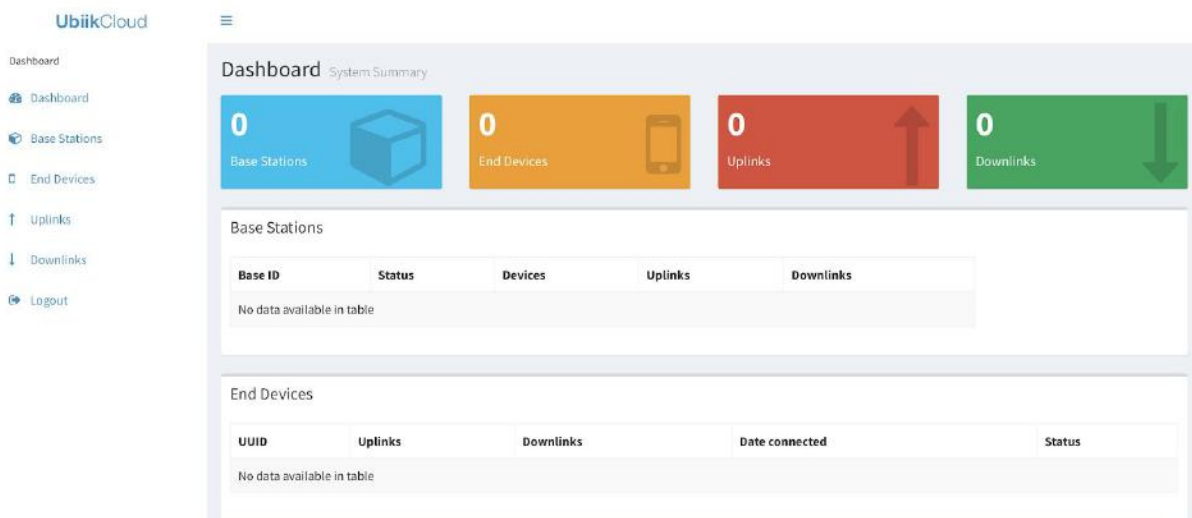 UbiikCloud
Dashboard
Dashboard
Base Stations
End Devices
Uplinks
Downlinks
Logout
Dashboard System Summary
0
Base Stations
0
End Devices
0
Uplinks
0
Downlinks
Base Stations
Base ID Status Devices Uplinks Downlinks
No data available in table
End Devices
UUID Uplinks Downlinks Date connected Status
No data available in table